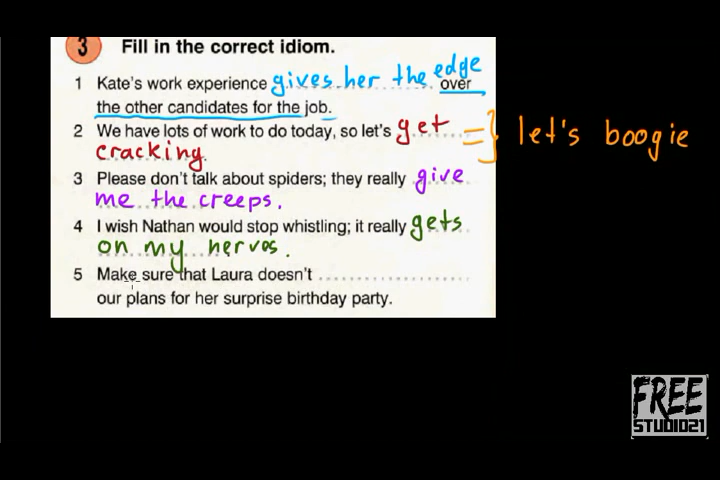 3 Fill in the correct idiom.
1 Kate's work experience gives her the edge over
the other candidates for the job.
2 We have lots of work to do today, so let's get = } let's boogie
cracking.
3 Please don't talk about spiders; they really give
me the creeps.
4 I wish Nathan would stop whistling; it really gets
on my nerves.
5 Make sure that Laura doesn't ........................
our plans for her surprise birthday party.
FREE
STUDIO21